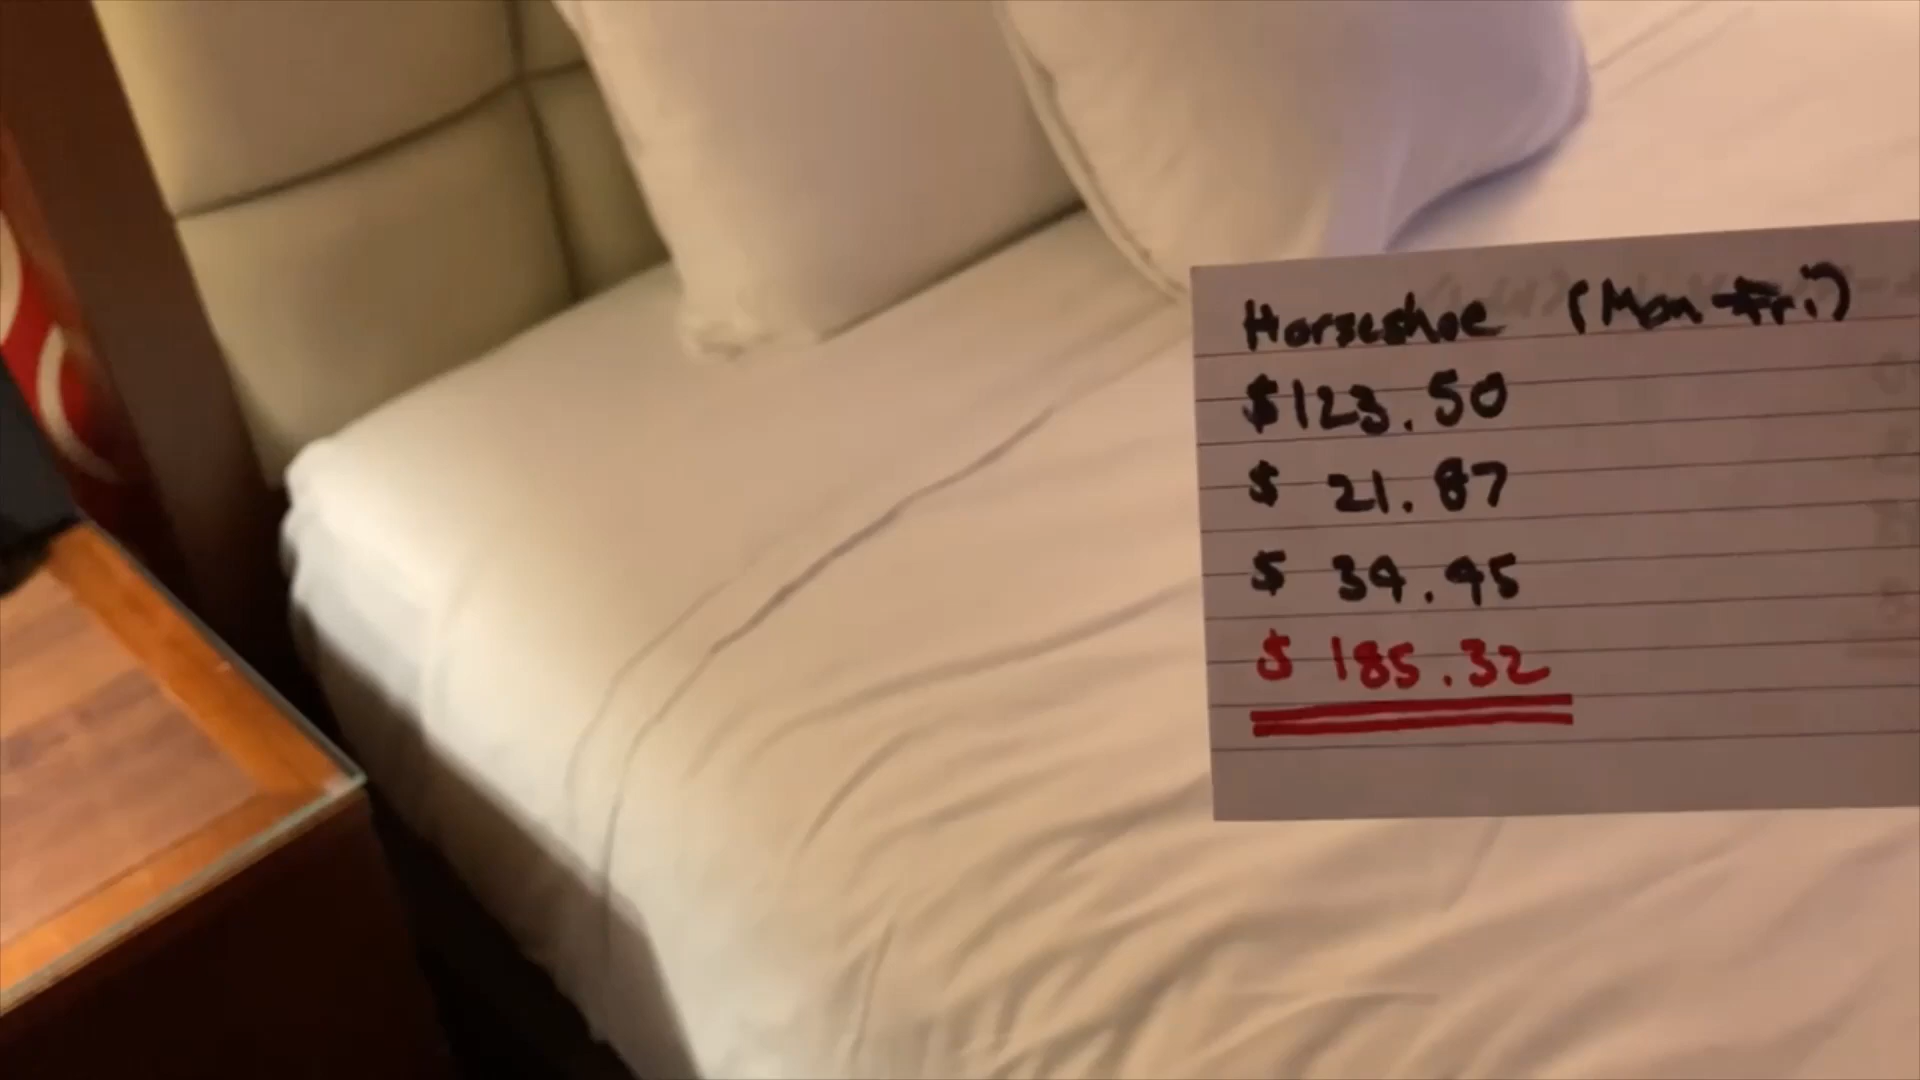 Horseshoe (Mon-Fri)
$123.50
$ 21.87
$ 39.95
$ 185.32